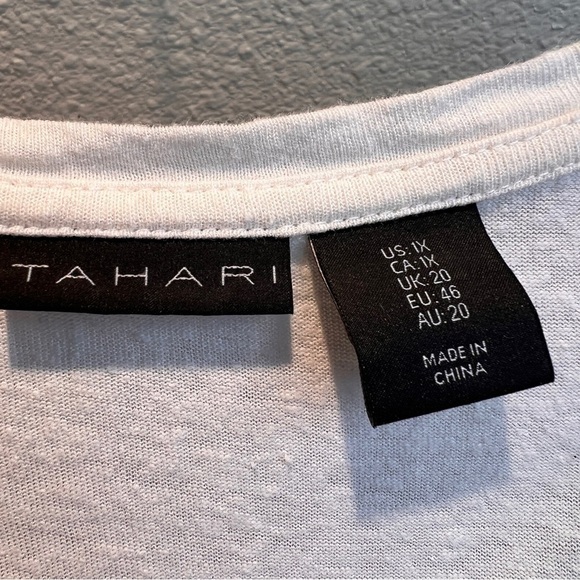 TAHARI
US: 1X
CA: 1X
UK: 20
EU: 46
AU: 20
MADE IN
CHINA